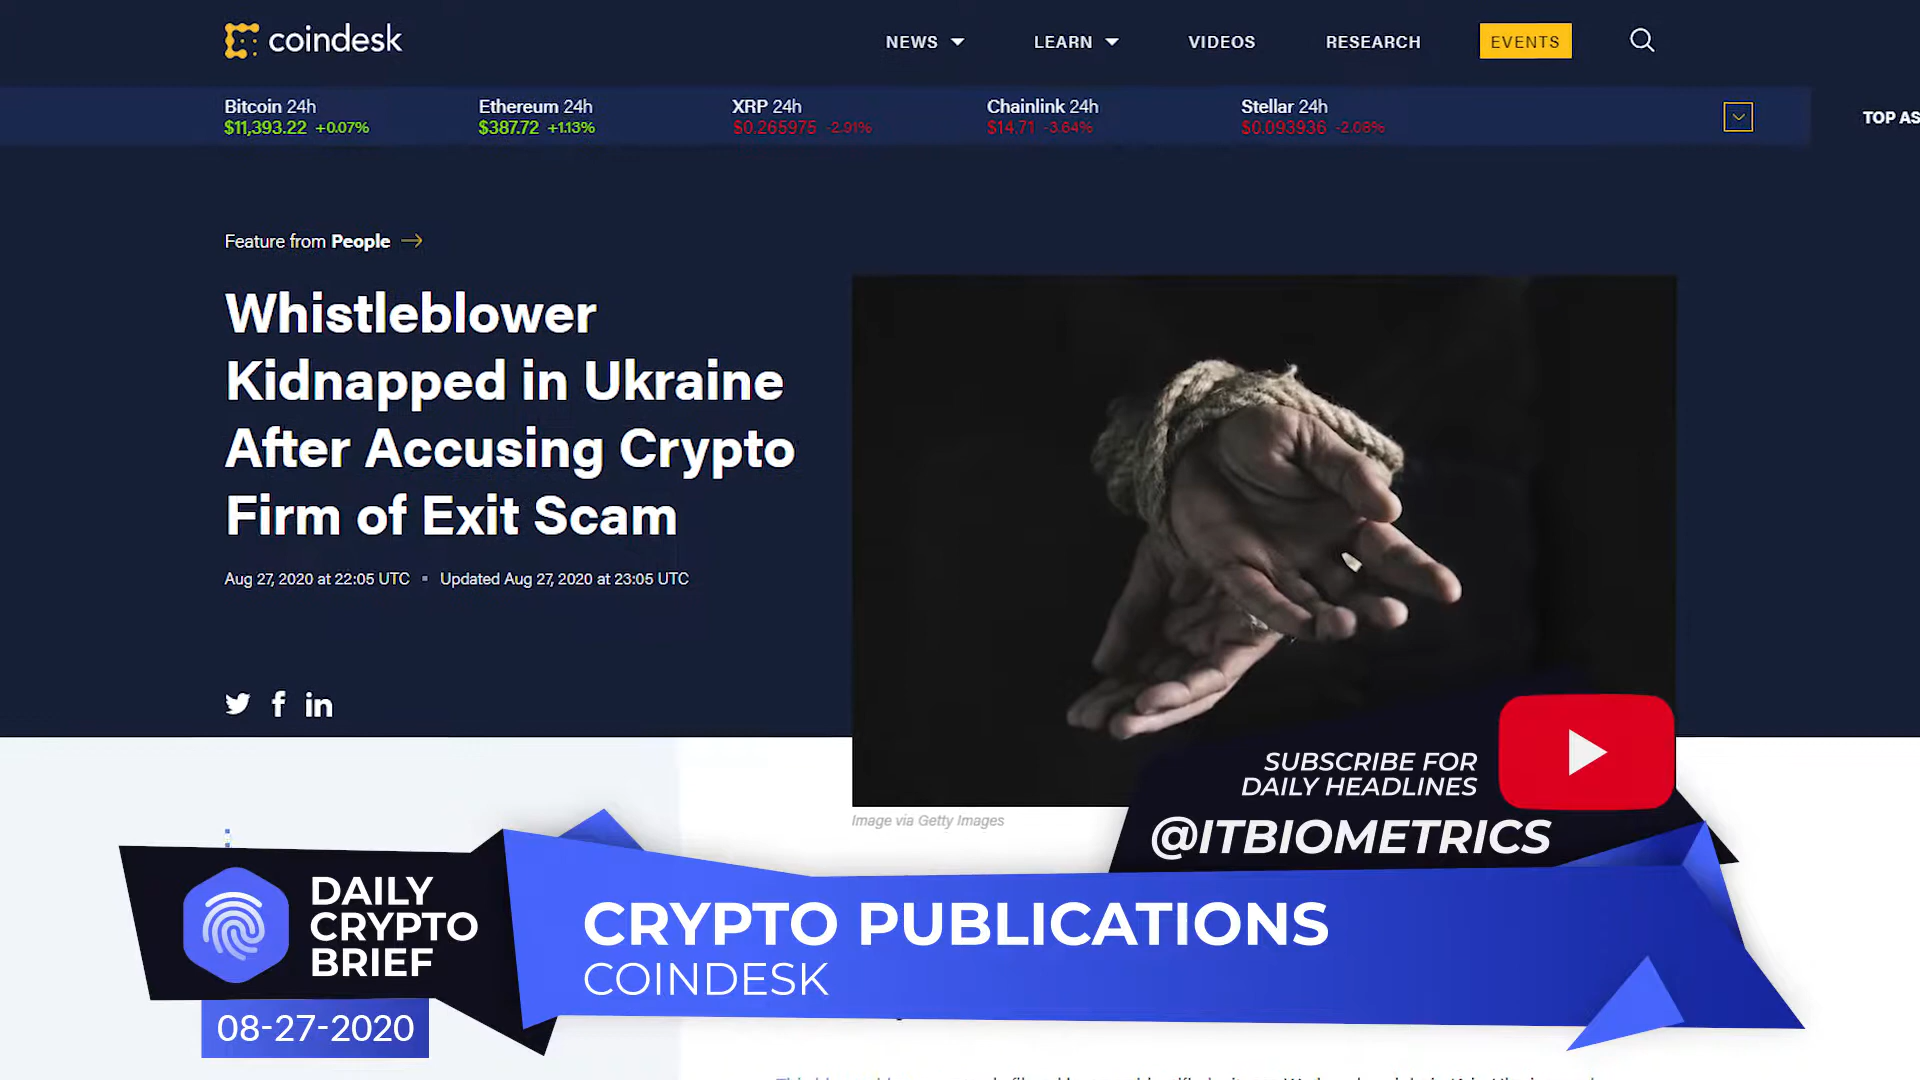 coindesk
NEWS
LEARN
VIDEOS
RESEARCH
EVENTS
Bitcoin 24h
$11,393.22 +0.07%
Ethereum 24h
$387.72 +1.13%
XRP 24h
$0.265975 -2.91%
Chainlink 24h
$14.71 -3.64%
Stellar 24h
$0.093936 -2.08%
TOP AS
Feature from People
Whistleblower
Kidnapped in Ukraine
After Accusing Crypto
Firm of Exit Scam
Aug 27, 2020 at 22:05 UTC Updated Aug 27, 2020 at 23:05 UTC
f in
Image via Getty Images
SUBSCRIBE FOR
DAILY HEADLINES
@ITBIOMETRICS
DAILY
CRYPTO
BRIEF
CRYPTO PUBLICATIONS
COINDESK
08-27-2020